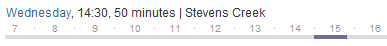 Wednesday, 14:30, 50 minutes | Stevens Creek
7 · 8 · 9 · 10 · 11 · 12 · 13 · 14 · 15 · 16